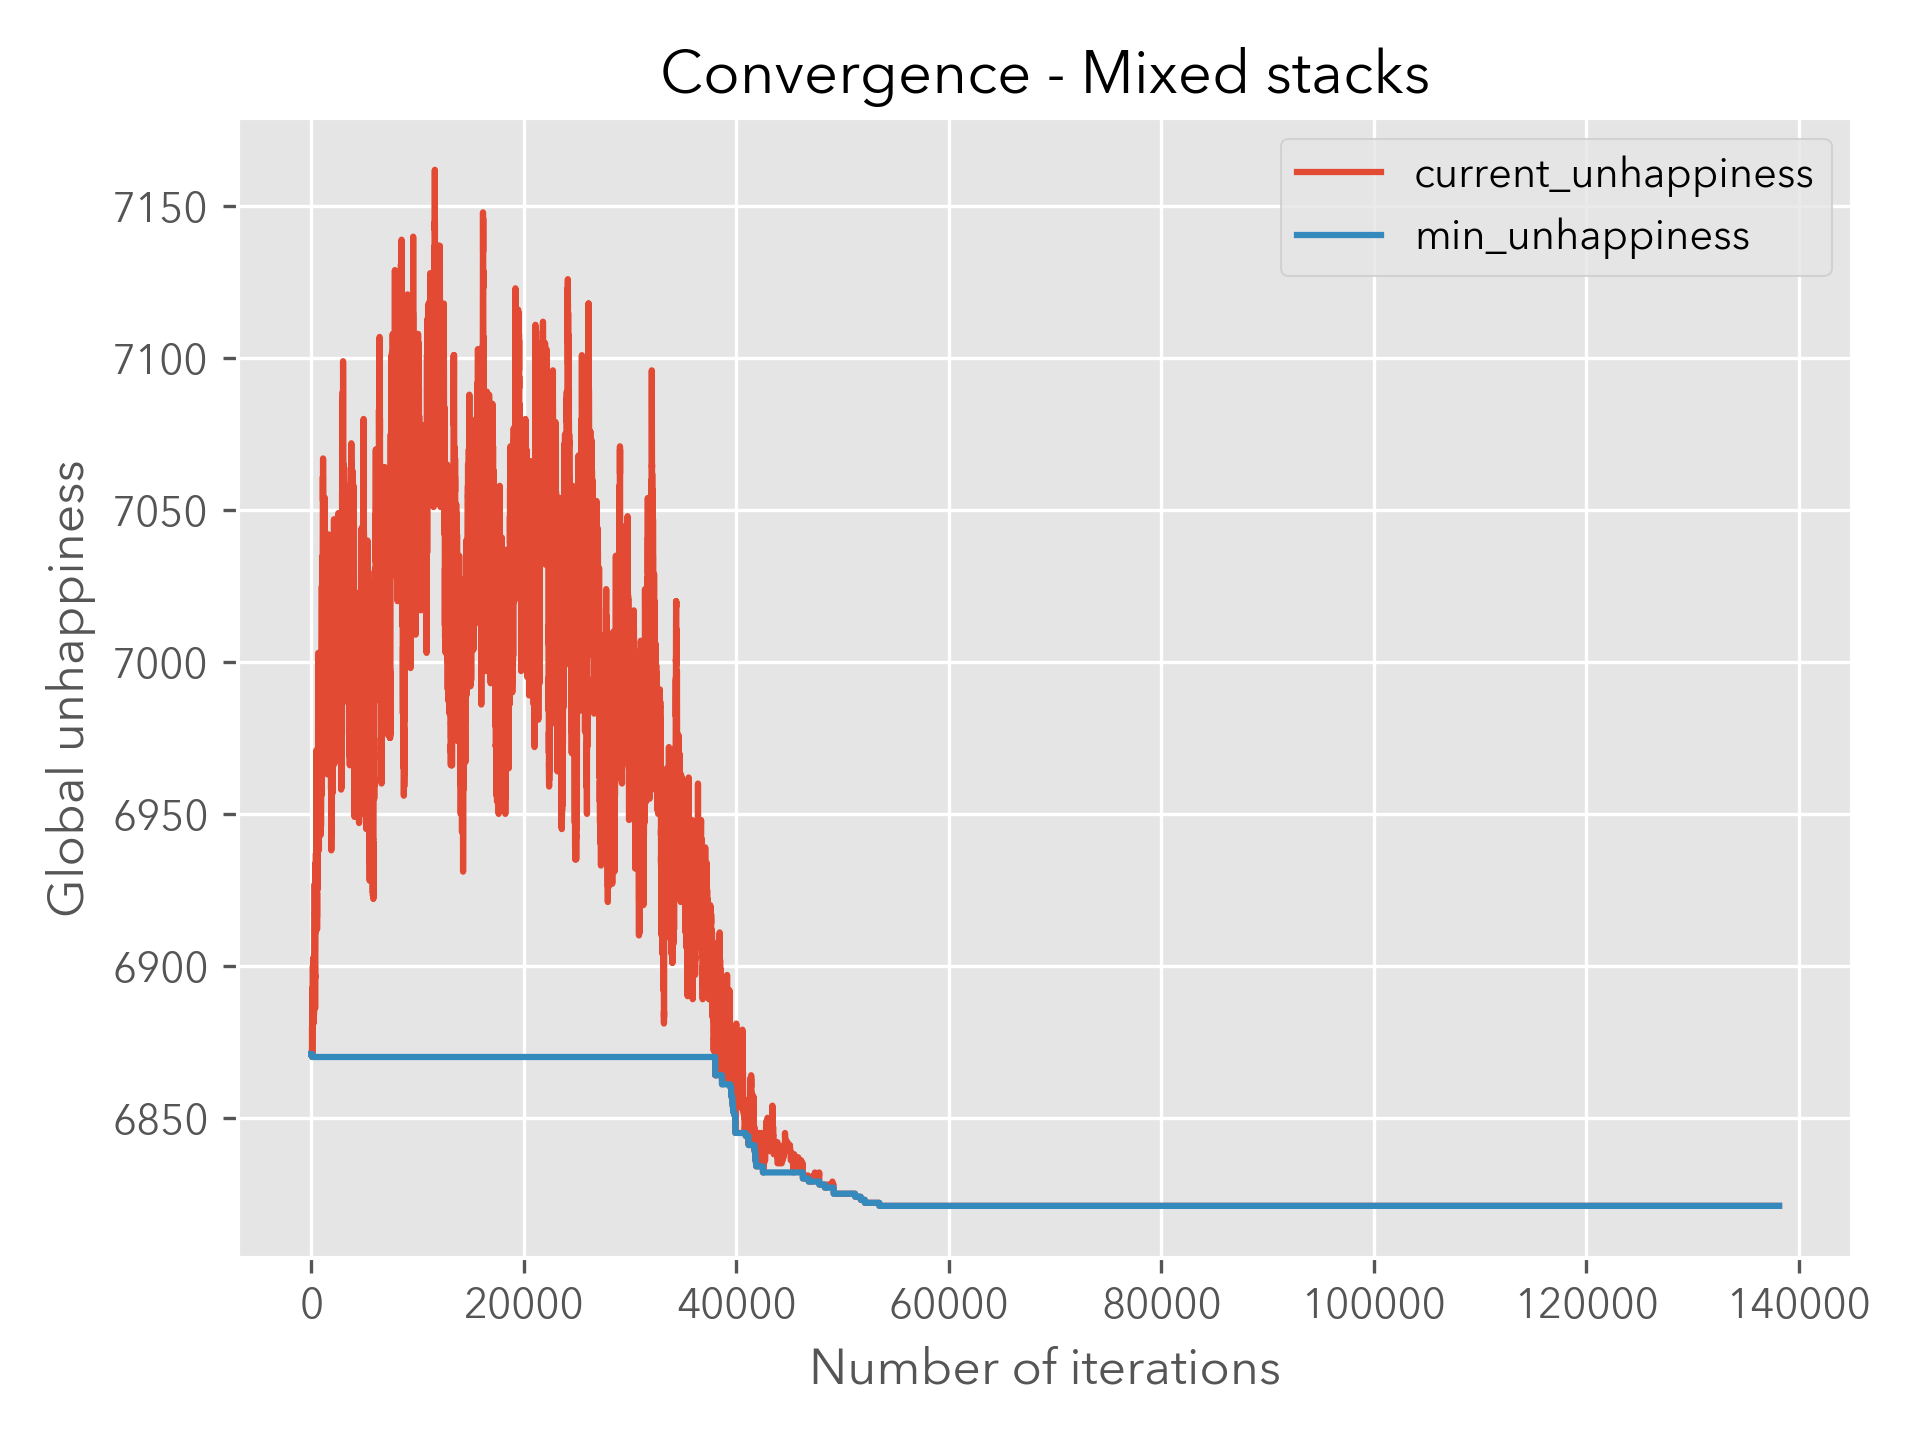 Convergence - Mixed stacks
current_unhappiness
min_unhappiness
Global unhappiness
7150
7100
7050
7000
6950
6900
6850
0 20000 40000 60000 80000 100000 120000 140000
Number of iterations